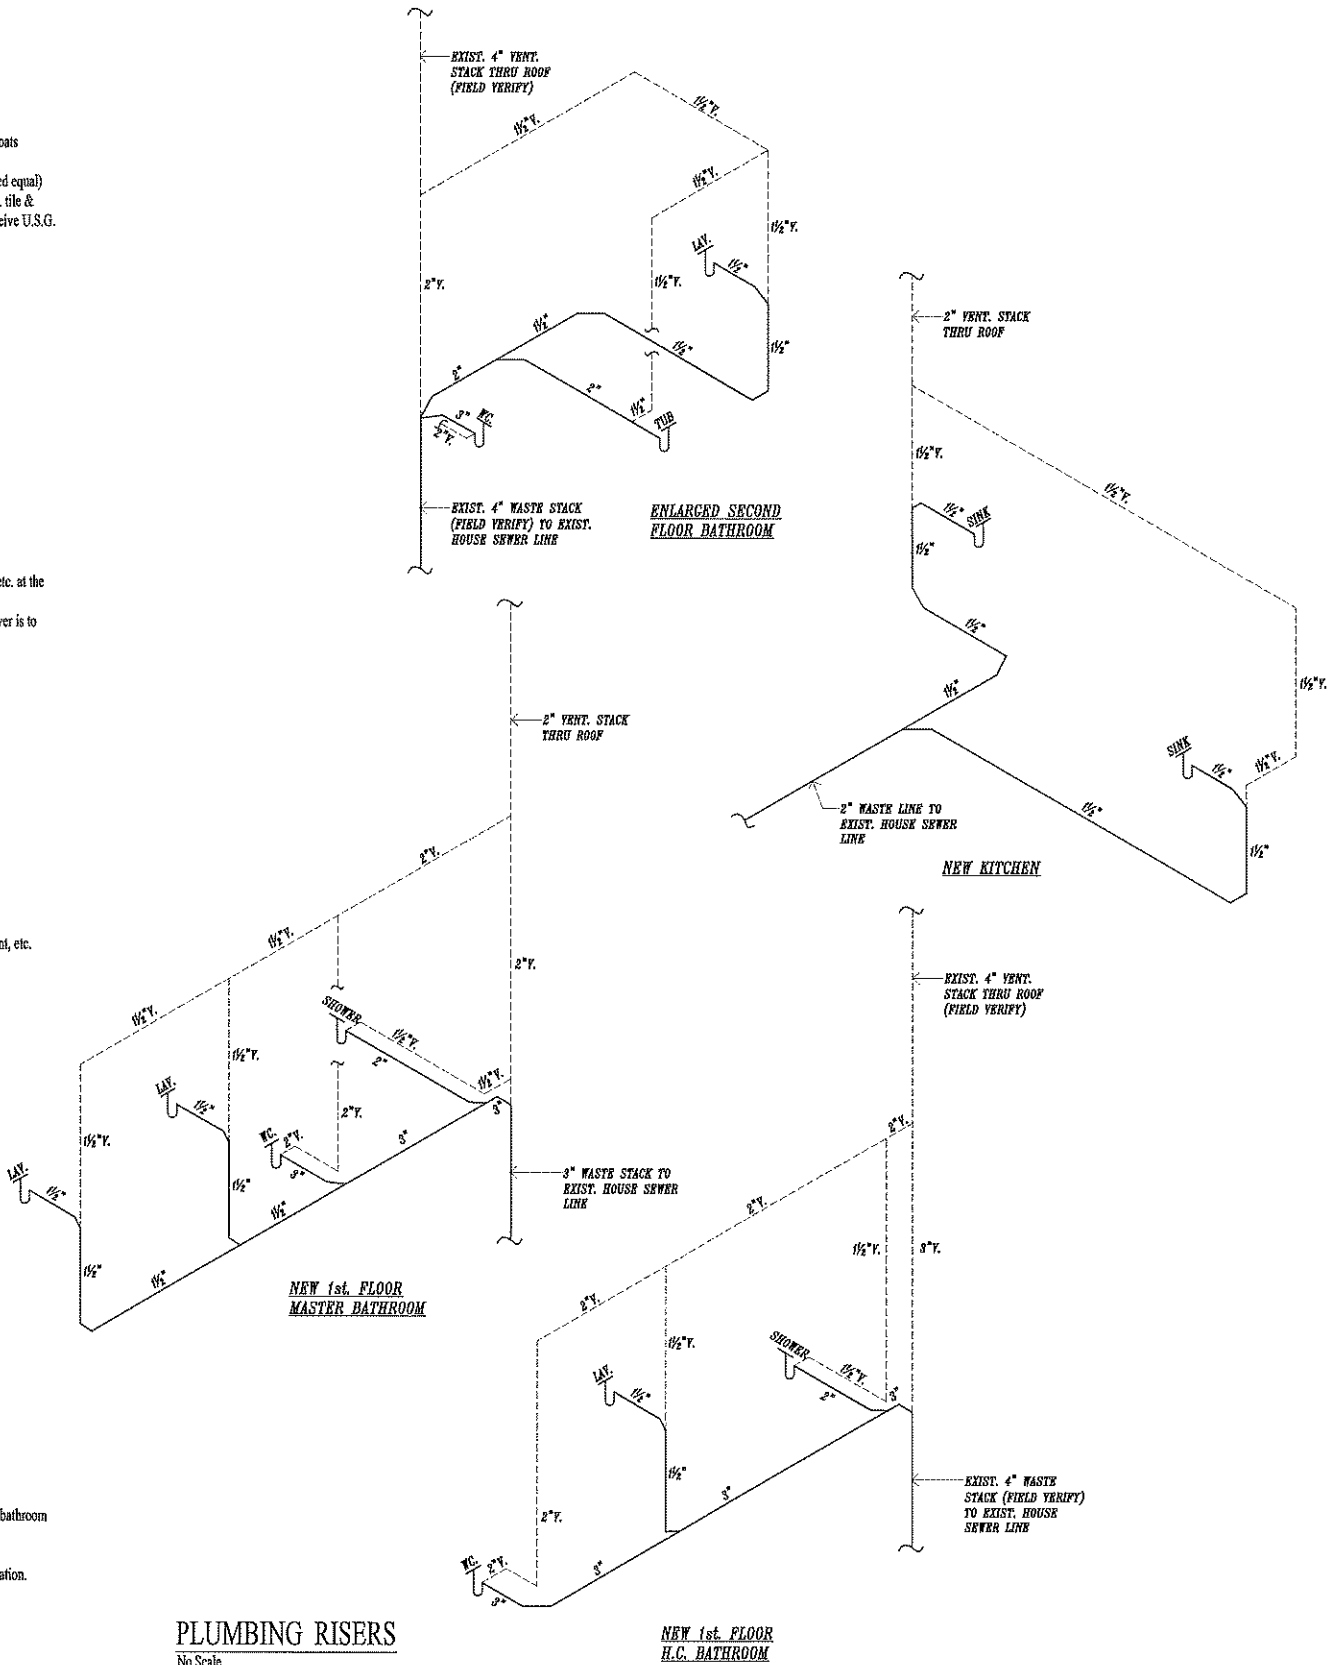 oats
ed equal)
. tile &
eive U.S.G.
etc. at the
ver is to
nt, etc.
bathroom
ation.
EXIST. 4" VENT.
STACK THRU ROOF
(FIELD VERIFY)
1½"V.
1½"V.
1½"V.
1½"V.
2"V.
1½"V.
LAV.
1½"
1½"
1½"
1½"
2"
2"
1½"
3"
WC.
2"V.
TUB
EXIST. 4" WASTE STACK
(FIELD VERIFY) TO EXIST.
HOUSE SEWER LINE
ENLARGED SECOND
FLOOR BATHROOM
2" VENT. STACK
THRU ROOF
1½"V.
1½"V.
1½"
SINK
1½"
1½"
1½"
1½"V.
SINK
1½"
1½"V.
1½"
1½"
2" WASTE LINE TO
EXIST. HOUSE SEWER
LINE
NEW KITCHEN
2" VENT. STACK
THRU ROOF
2"V.
1½"V.
2"V.
1½"V.
SHOWER
1½"V.
2"
1½"V.
3"
1½"V.
LAV.
1½"
1½"V.
2"V.
WC.
2"V.
3"
3"
LAV.
1½"
1½"
1½"
1½"
1½"
3" WASTE STACK TO
EXIST. HOUSE SEWER
LINE
NEW 1st. FLOOR
MASTER BATHROOM
EXIST. 4" VENT.
STACK THRU ROOF
(FIELD VERIFY)
2"V.
2"V.
1½"V.
3"V.
2"V.
1½"V.
SHOWER
1½"V.
2"
3"
LAV.
1½"
1½"
3"
EXIST. 4" WASTE
STACK (FIELD VERIFY)
TO EXIST. HOUSE
SEWER LINE
2"V.
WC.
2"V.
3"
3"
NEW 1st. FLOOR
H.C. BATHROOM
PLUMBING RISERS
No Scale